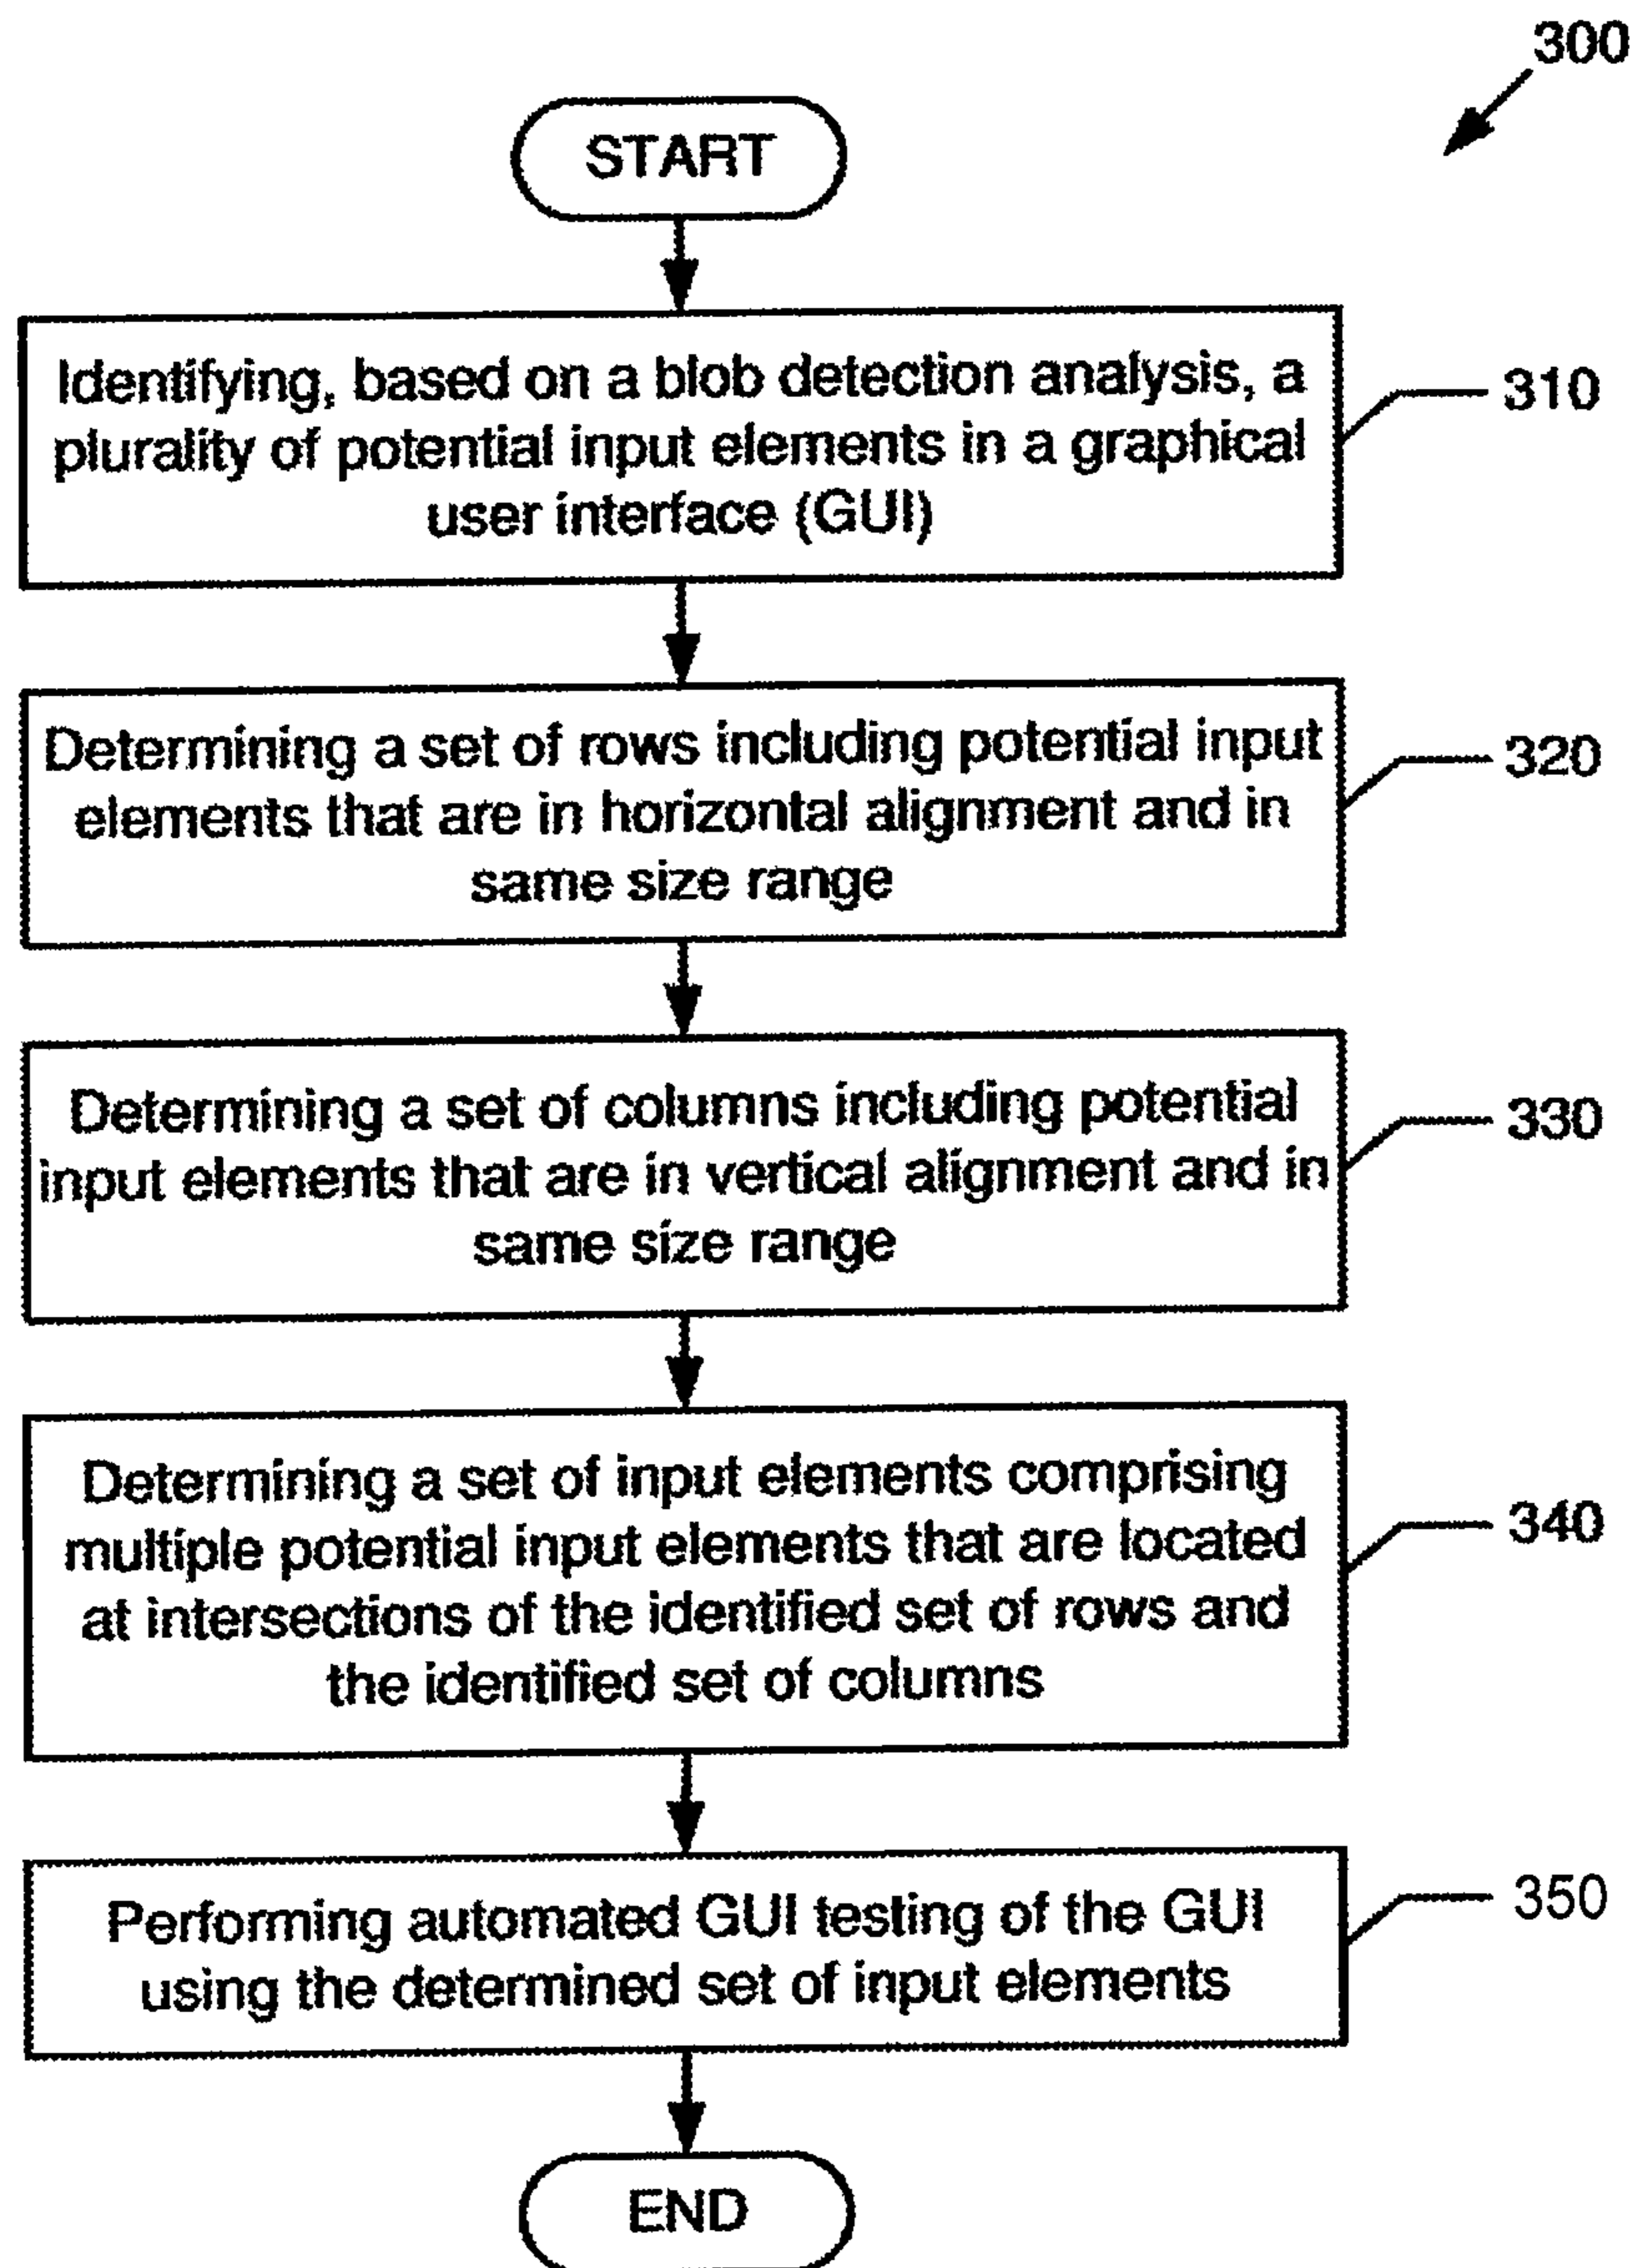 300
START
Identifying, based on a blob detection analysis, a
plurality of potential input elements in a graphical
user interface (GUI)
310
Determining a set of rows including potential input
elements that are in horizontal alignment and in
same size range
320
Determining a set of columns including potential
input elements that are in vertical alignment and in
same size range
330
Determining a set of input elements comprising
multiple potential input elements that are located
at intersections of the identified set of rows and
the identified set of columns
340
Performing automated GUI testing of the GUI
using the determined set of input elements
350
END